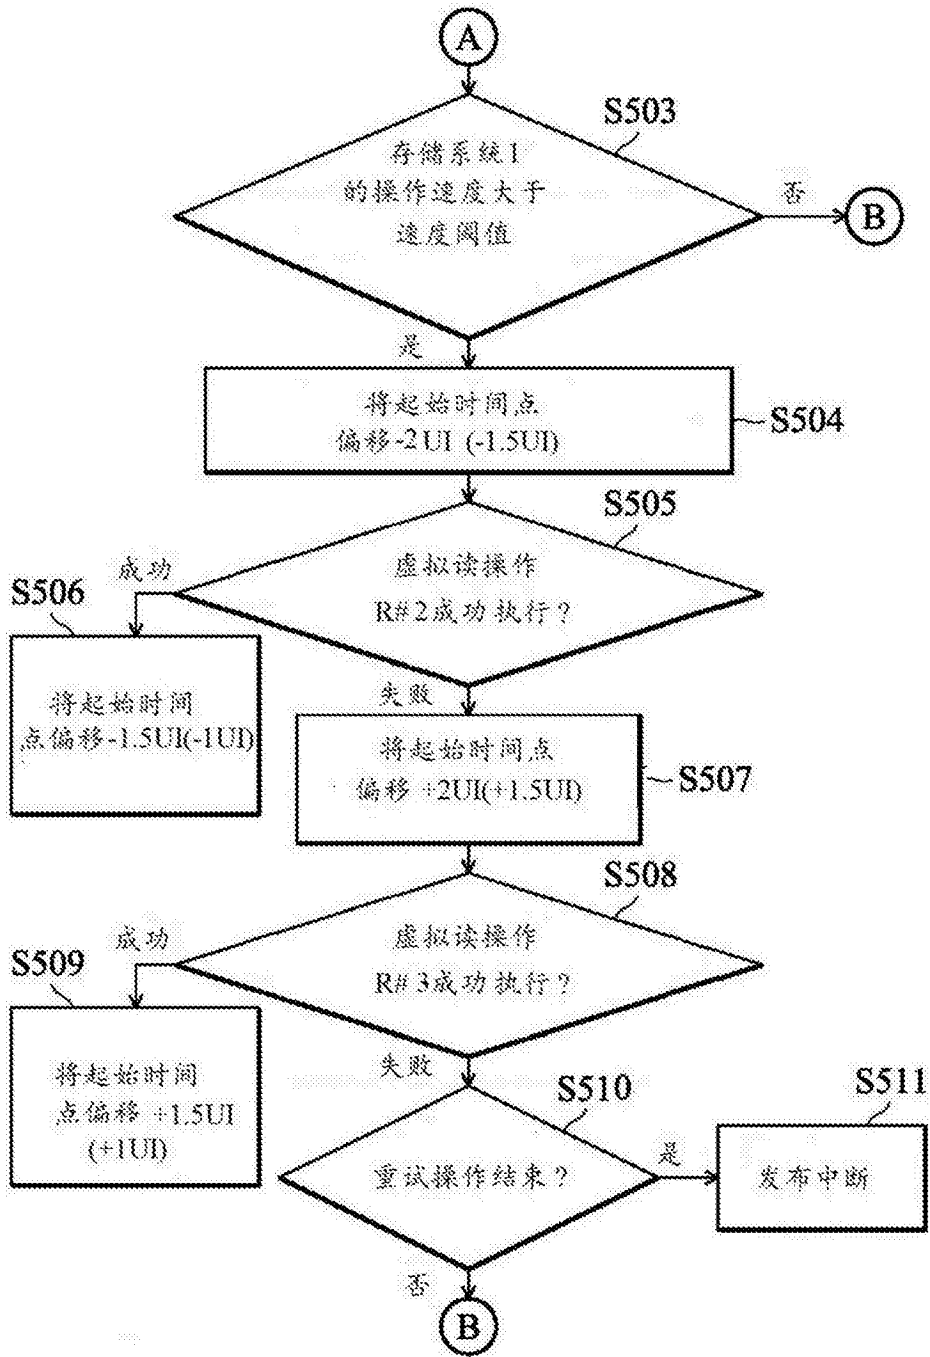 A
S503
存储系统1
的操作速度大于
速度阈值
否
B
是
将起始时间点
偏移-2UI (-1.5UI)
S504
S505
虚拟读操作
R#2成功执行？
成功
S506
将起始时间
点偏移-1.5UI(-1UI)
失败
将起始时间点
偏移 +2UI(+1.5UI)
S507
S508
虚拟读操作
R#3成功执行？
成功
S509
将起始时间
点偏移 +1.5UI
(+1UI)
失败
S510
重试操作结束？
是
S511
发布中断
否
B